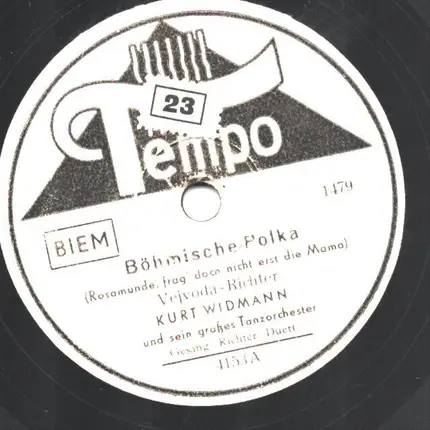 Tempo
23
1479
BIEM
Böhmische Polka
(Rosamunde, frag' doch nicht erst die Mama)
Vejvoda-Richter
KURT WIDMANN
und sein großes Tanzorchester
Gesang: Richter-Duett
4153A